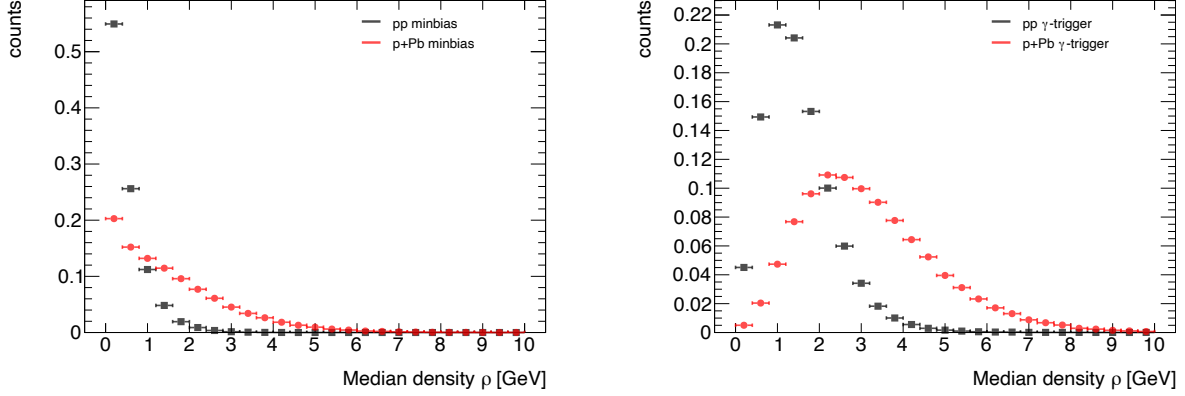 counts
0.5
0.4
0.3
0.2
0.1
0
pp minbias
p+Pb minbias
0 1 2 3 4 5 6 7 8 9 10
Median density ρ [GeV]
counts
0.22
0.2
0.18
0.16
0.14
0.12
0.1
0.08
0.06
0.04
0.02
0
pp γ-trigger
p+Pb γ-trigger
0 1 2 3 4 5 6 7 8 9 10
Median density ρ [GeV]